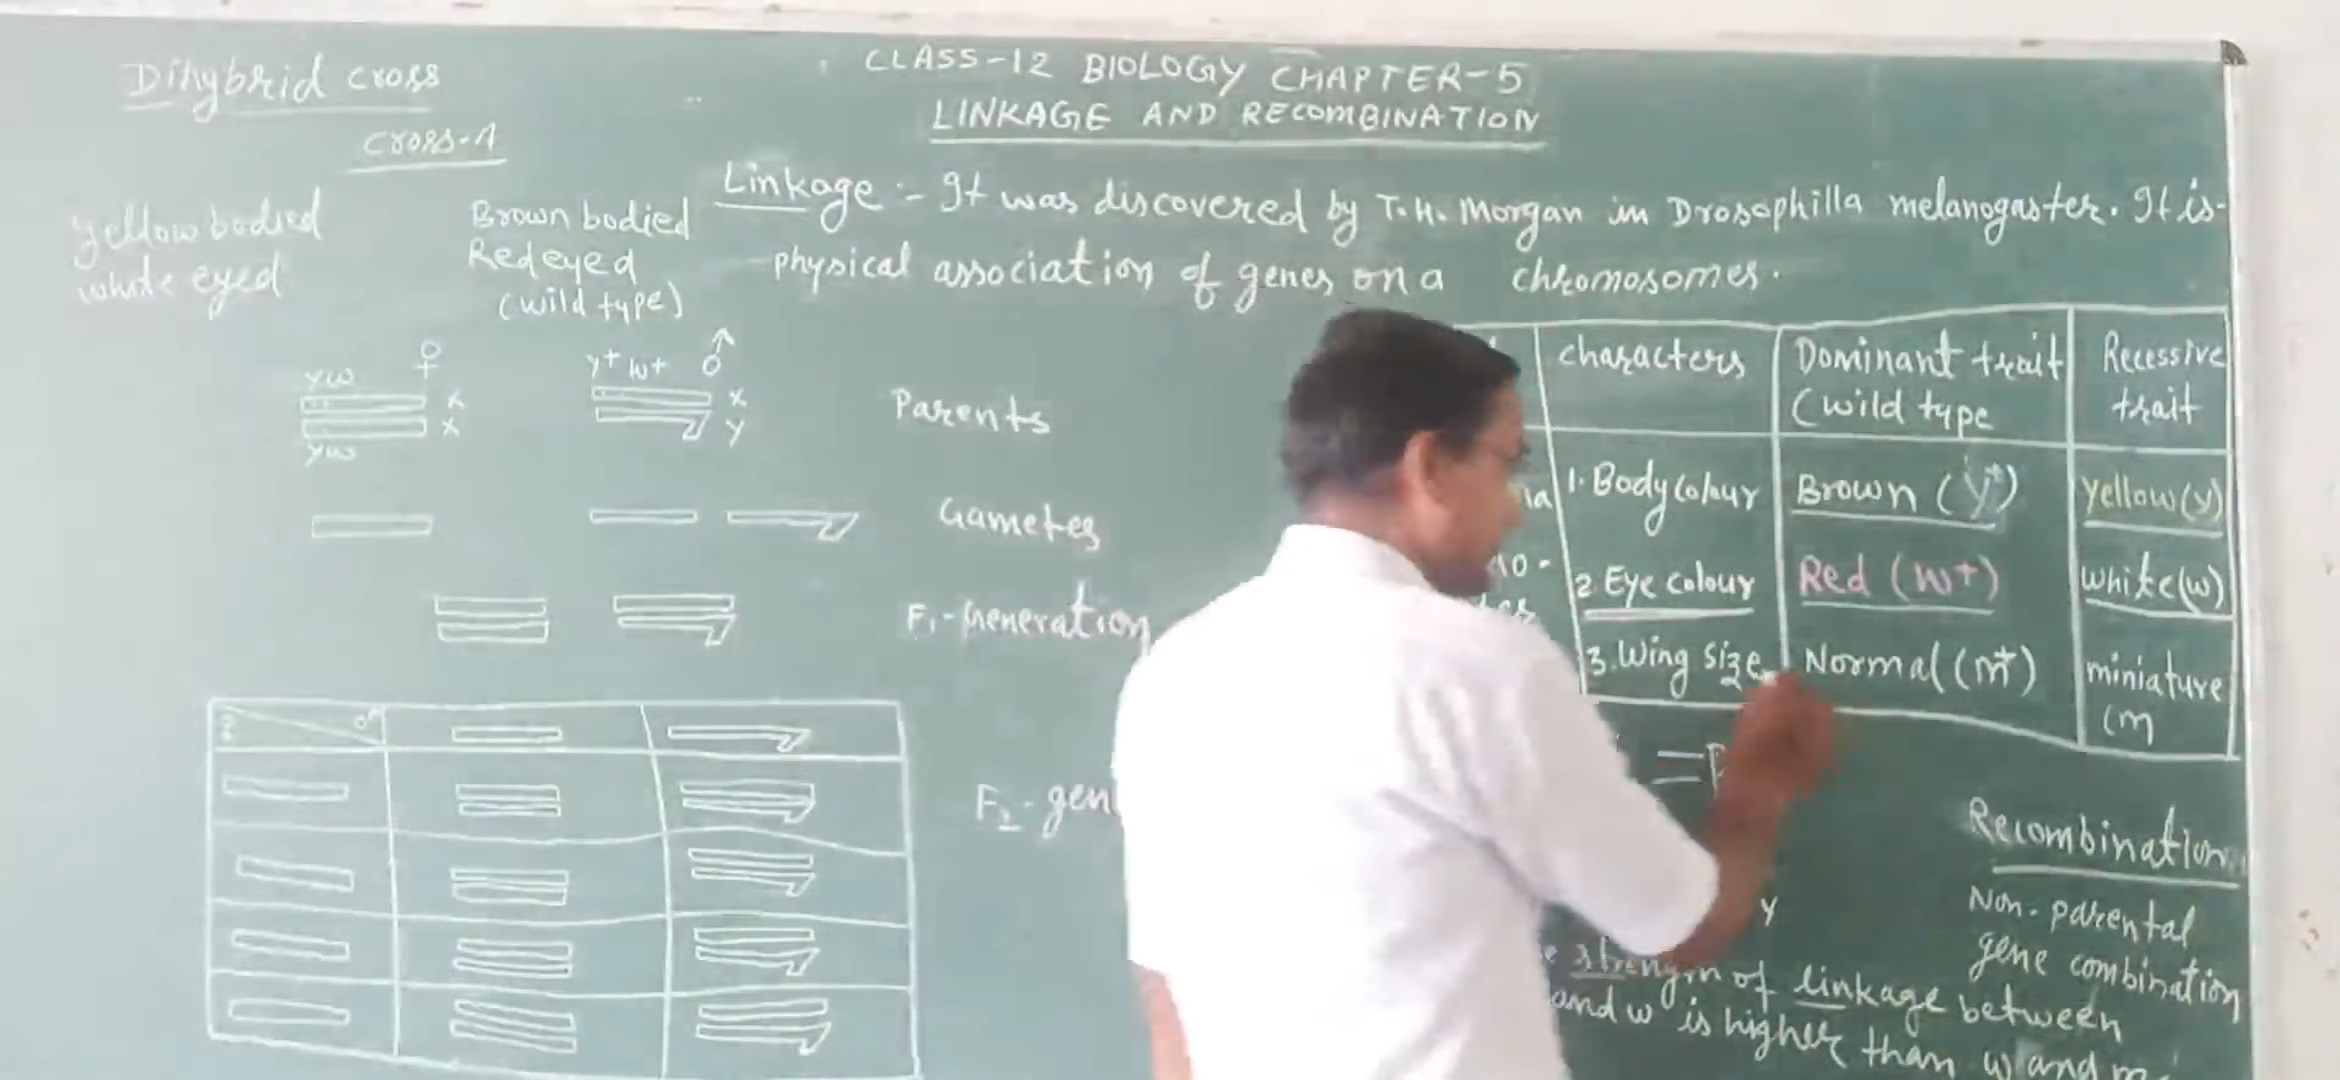 Dihybrid cross
cross-A
yellow bodied
white eyed
Brown bodied
Red eyed
(wild type)
yw ♀
x
x
yw
y+ w+ ♂
x
y
Parents
Gametes
F1-Generation
♀ ♂
F2-gen
CLASS-12 BIOLOGY CHAPTER-5
LINKAGE AND RECOMBINATION
Linkage :- It was discovered by T.H. Morgan in Drosophilla melanogaster. It is-
physical association of genes on a chromosomes.
characters
Dominant trait
(wild type
Recessive
trait
1. Body colour Brown (y+) yellow(y)
2 Eye colour Red (w+) white(w)
3. Wing size Normal (m+) miniature
(m
=
Y
Recombination
Non-parental
gene combination
strength of linkage between
and w is higher than w and m